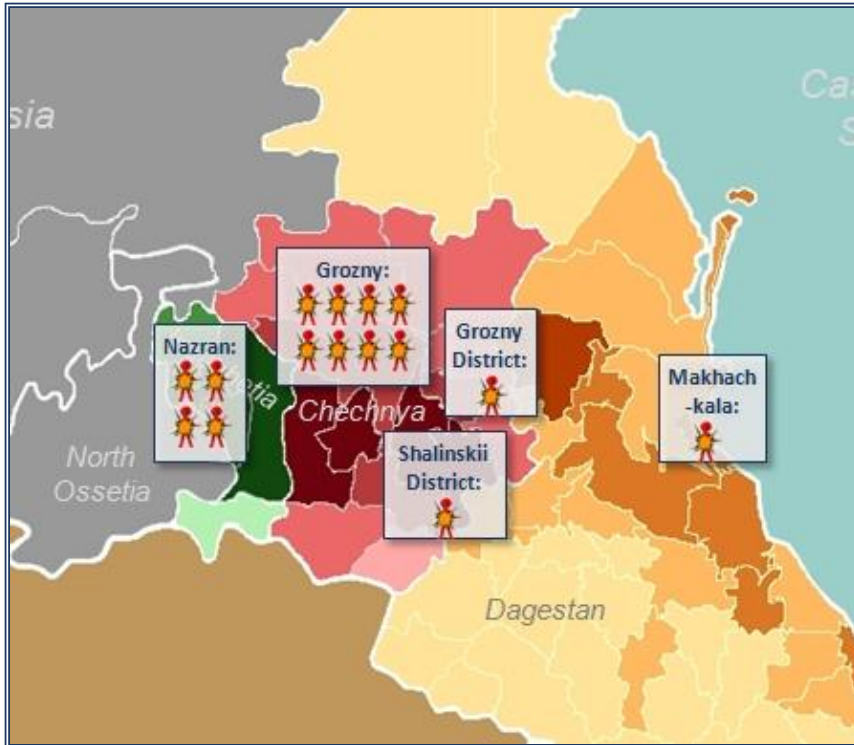 sia
Ca
S
Grozny:
Nazran:
Grozny
District:
Makhach
-kala:
Chechnya
North
Ossetia
Shalinskii
District:
Dagestan